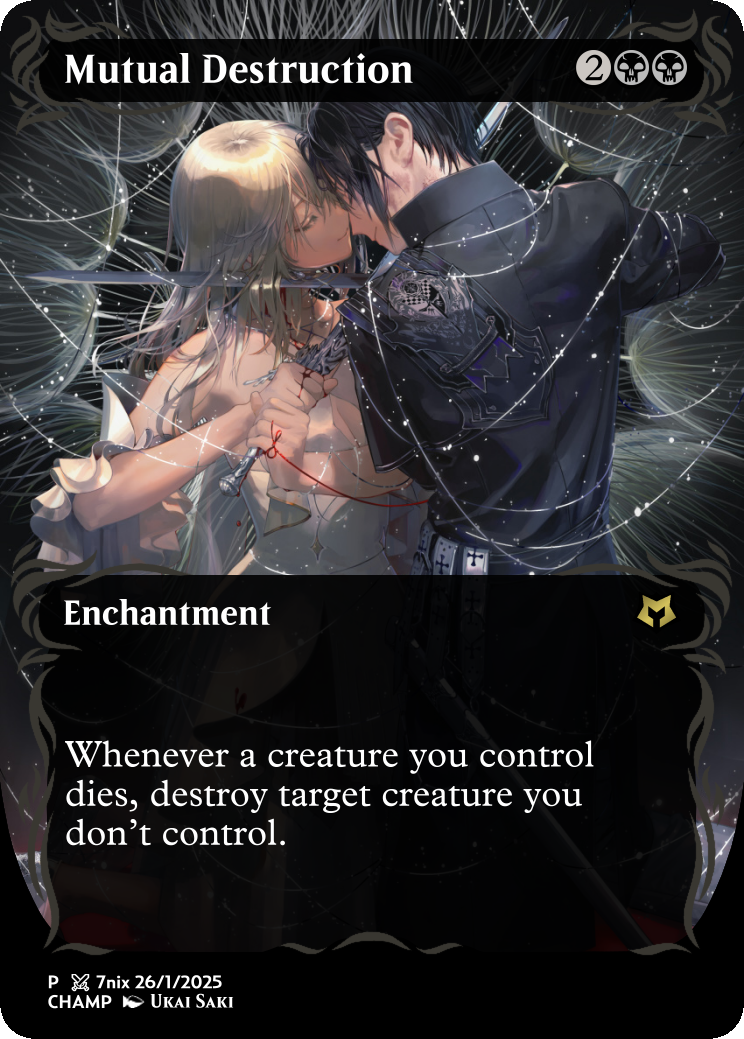 Mutual Destruction 2
Enchantment
Whenever a creature you control
dies, destroy target creature you
don't control.
P 7nix 26/1/2025
CHAMP Ukai Saki